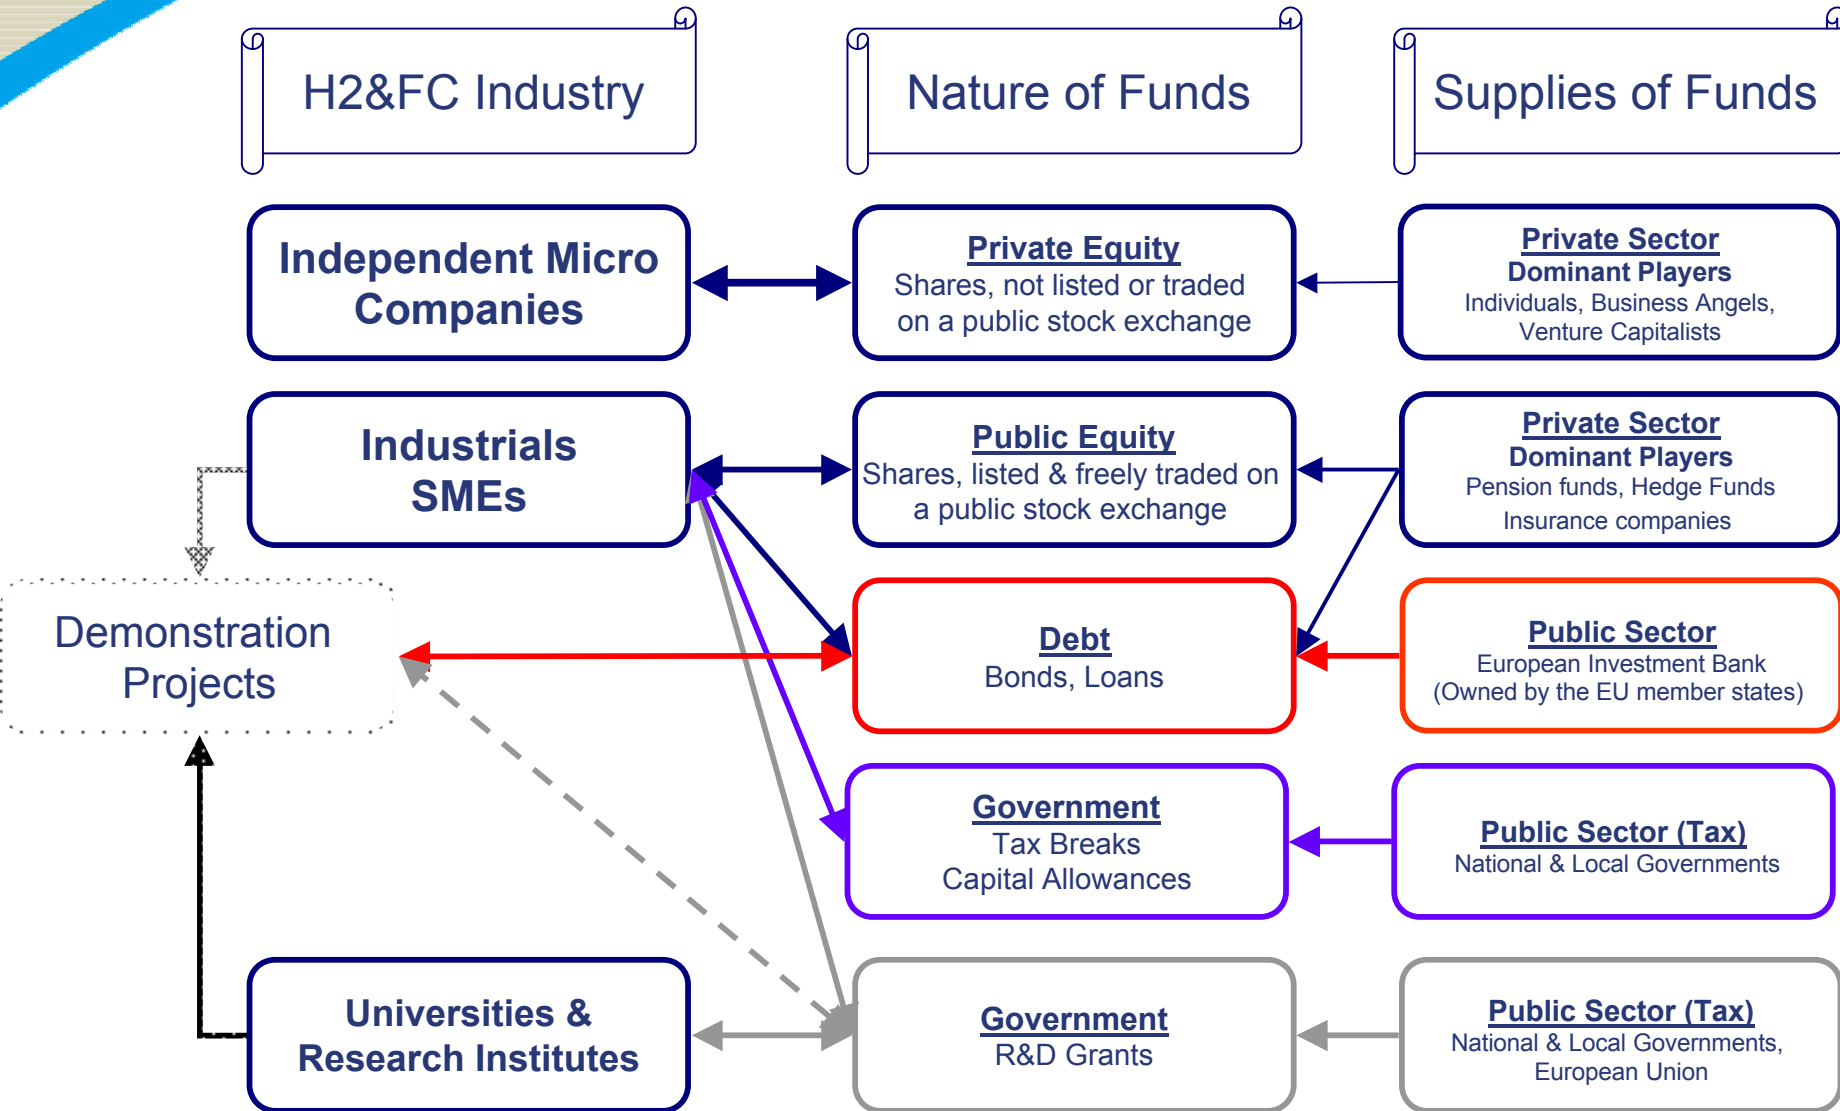 H2&FC Industry
Nature of Funds
Supplies of Funds
Independent Micro
Companies
Private Equity
Shares, not listed or traded
on a public stock exchange
Private Sector
Dominant Players
Individuals, Business Angels,
Venture Capitalists
Industrials
SMEs
Public Equity
Shares, listed & freely traded on
a public stock exchange
Private Sector
Dominant Players
Pension funds, Hedge Funds
Insurance companies
Demonstration
Projects
Debt
Bonds, Loans
Public Sector
European Investment Bank
(Owned by the EU member states)
Government
Tax Breaks
Capital Allowances
Public Sector (Tax)
National & Local Governments
Universities &
Research Institutes
Government
R&D Grants
Public Sector (Tax)
National & Local Governments,
European Union